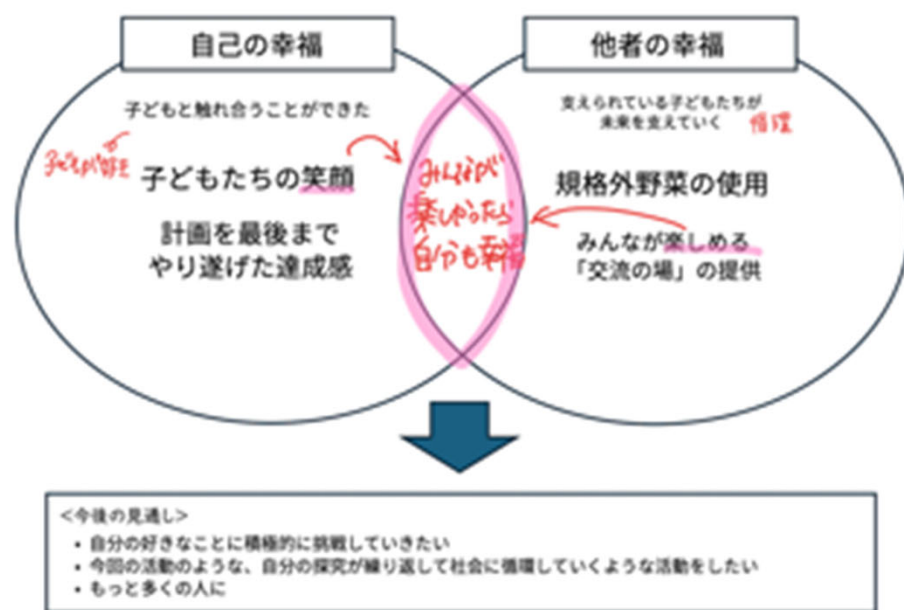 自己の幸福
子どもと触れ合うことができた
子どもが好き
子どもたちの笑顔
計画を最後まで
やり遂げた達成感
みんなが
楽しかったら
自分も幸福
他者の幸福
支えられている子どもたちが
未来を支えていく
循環
規格外野菜の使用
みんなが楽しめる
「交流の場」の提供
<今後の見通し>
• 自分の好きなことに積極的に挑戦していきたい
• 今回の活動のような、自分の探究が繰り返して社会に循環していくような活動をしたい
• もっと多くの人に